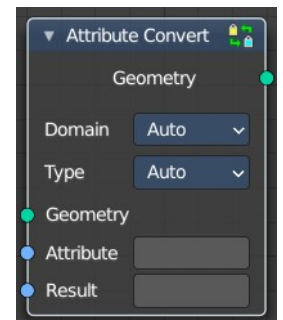 Attribute Convert
Geometry
Domain Auto
Type Auto
Geometry
Attribute
Result